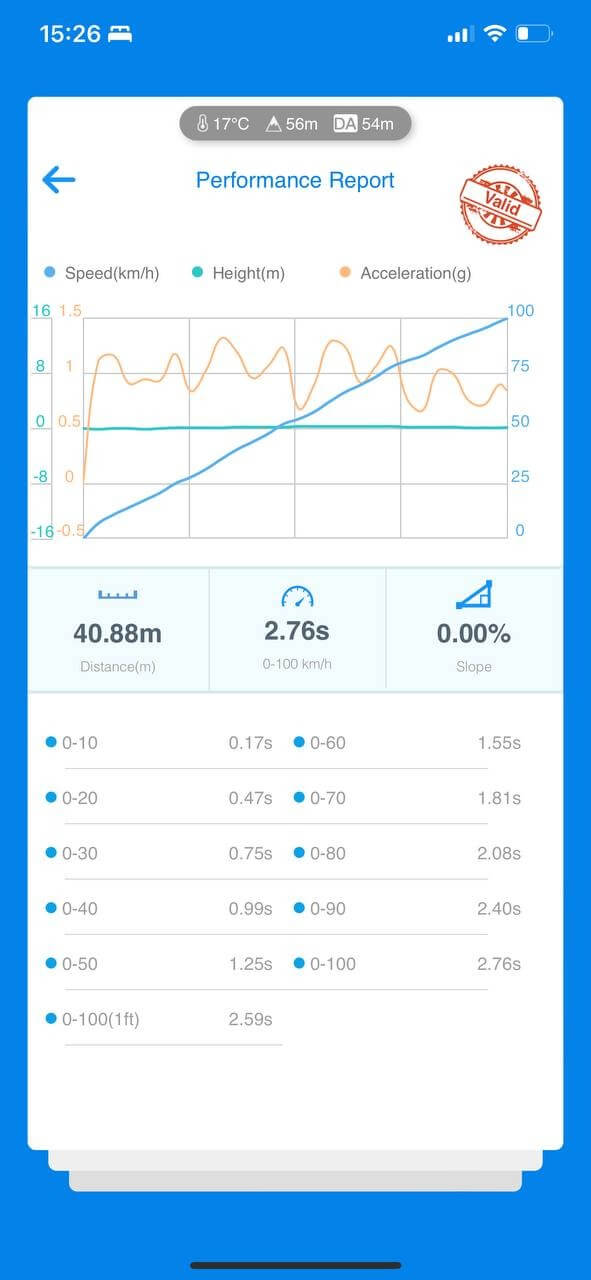 15:26
17°C 56m DA 54m
Performance Report
Valid
Speed(km/h) Height(m) Acceleration(g)
16 1.5 100
8 1 75
0 0.5 50
-8 0 25
-16 -0.5 0
40.88m 2.76s 0.00%
Distance(m) 0-100 km/h Slope
0-10 0.17s 0-60 1.55s
0-20 0.47s 0-70 1.81s
0-30 0.75s 0-80 2.08s
0-40 0.99s 0-90 2.40s
0-50 1.25s 0-100 2.76s
0-100(1ft) 2.59s